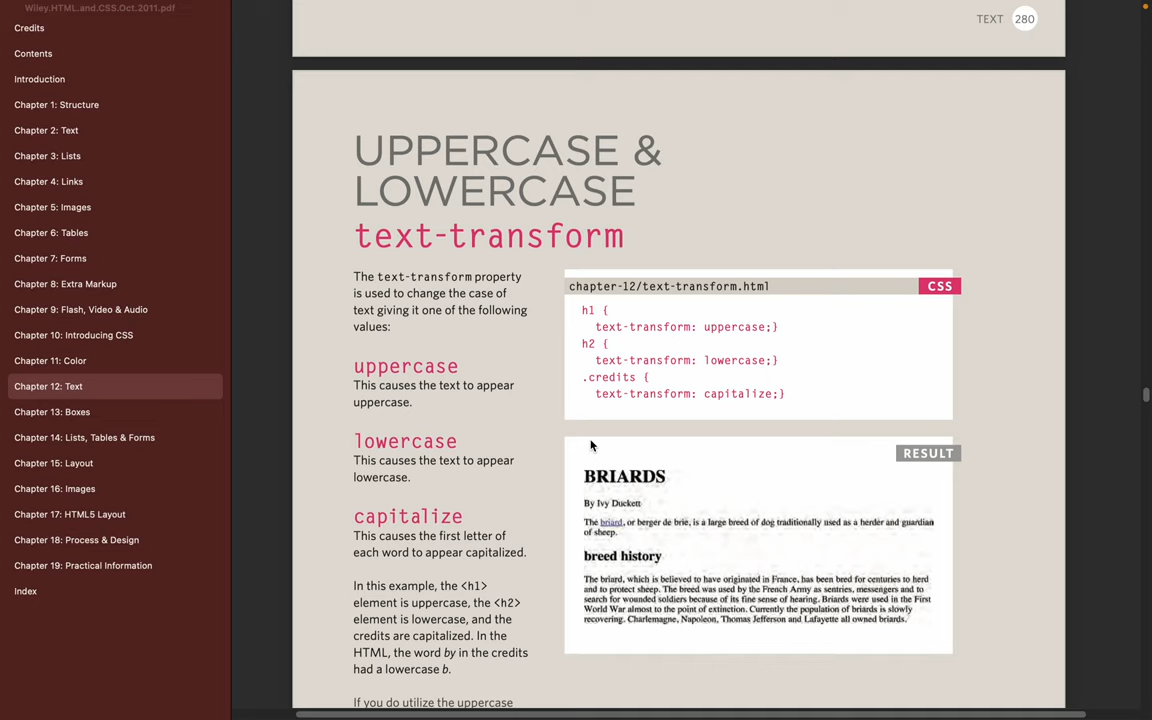 Wiley.HTML.and.CSS.Oct.2011.pdf
Credits
Contents
Introduction
Chapter 1: Structure
Chapter 2: Text
Chapter 3: Lists
Chapter 4: Links
Chapter 5: Images
Chapter 6: Tables
Chapter 7: Forms
Chapter 8: Extra Markup
Chapter 9: Flash, Video & Audio
Chapter 10: Introducing CSS
Chapter 11: Color
Chapter 12: Text
Chapter 13: Boxes
Chapter 14: Lists, Tables & Forms
Chapter 15: Layout
Chapter 16: Images
Chapter 17: HTML5 Layout
Chapter 18: Process & Design
Chapter 19: Practical Information
Index
TEXT 280
UPPERCASE &
LOWERCASE
text-transform
The text-transform property
is used to change the case of
text giving it one of the following
values:
uppercase
This causes the text to appear
uppercase.
lowercase
This causes the text to appear
lowercase.
capitalize
This causes the first letter of
each word to appear capitalized.
In this example, the <h1>
element is uppercase, the <h2>
element is lowercase, and the
credits are capitalized. In the
HTML, the word by in the credits
had a lowercase b.
If you do utilize the uppercase
chapter-12/text-transform.html CSS
h1 {
text-transform: uppercase;}
h2 {
text-transform: lowercase;}
.credits {
text-transform: capitalize;}
RESULT
BRIARDS
By Ivy Duckett
The briard, or berger de brie, is a large breed of dog traditionally used as a herder and guardian
of sheep.
breed history
The briard, which is believed to have originated in France, has been bred for centuries to herd
and to protect sheep. The breed was used by the French Army as sentries, messengers and to
search for wounded soldiers because of its fine sense of hearing. Briards were used in the First
World War almost to the point of extinction. Currently the population of briards is slowly
recovering. Charlemagne, Napoleon, Thomas Jefferson and Lafayette all owned briards.